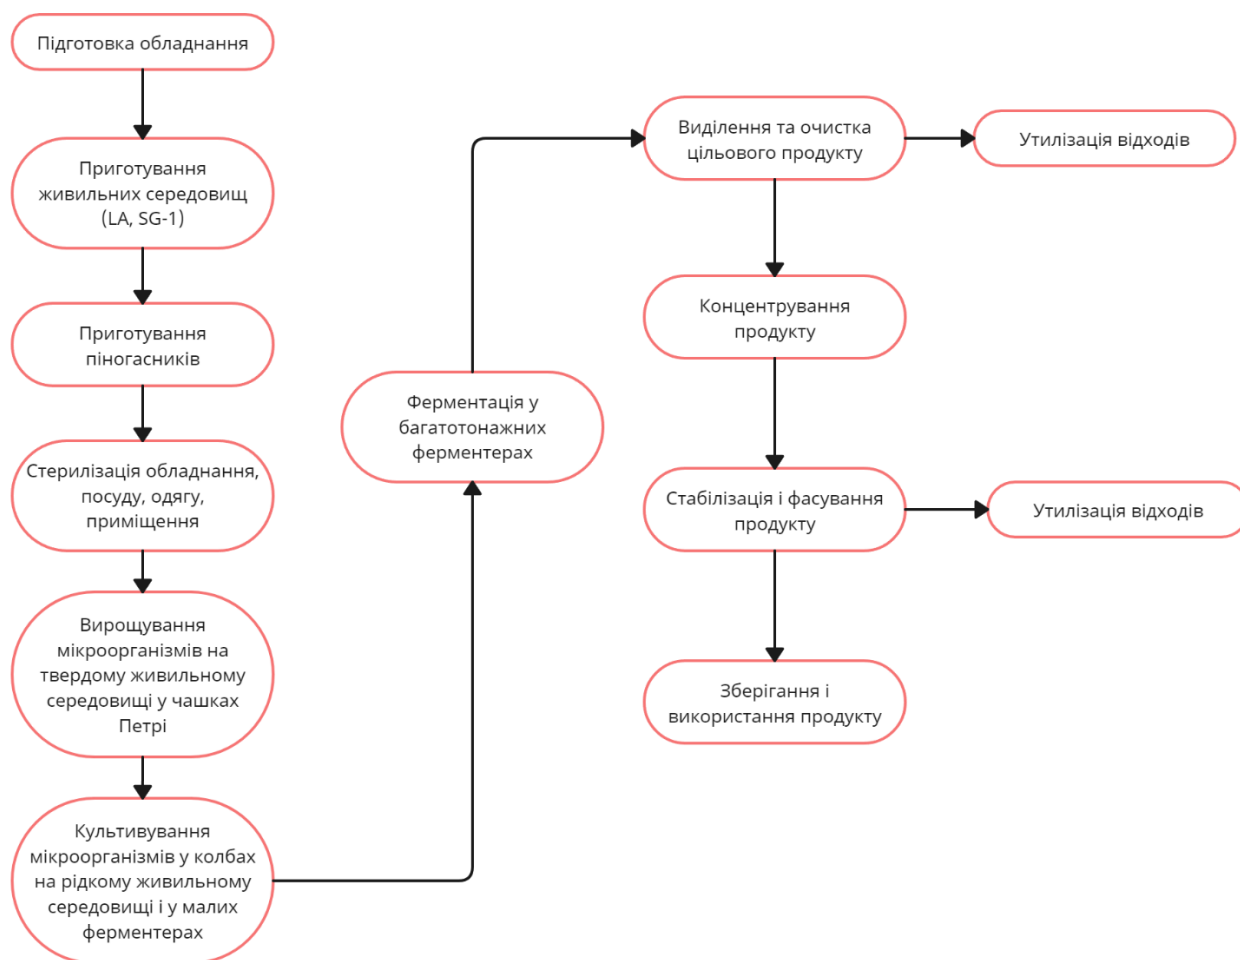 Підготовка обладнання
Приготування
живильних середовищ
(LA, SG-1)
Приготування
піногасників
Стерилізація обладнання,
посуду, одягу,
приміщення
Вирощування
мікроорганізмів на
твердому живильному
середовищі у чашках
Петрі
Культивування
мікроорганізмів у колбах
на рідкому живильному
середовищі і у малих
ферментерах
Ферментація у
багатотонажних
ферментерах
Виділення та очистка
цільового продукту
Утилізація відходів
Концентрування
продукту
Стабілізація і фасування
продукту
Утилізація відходів
Зберігання і
використання продукту